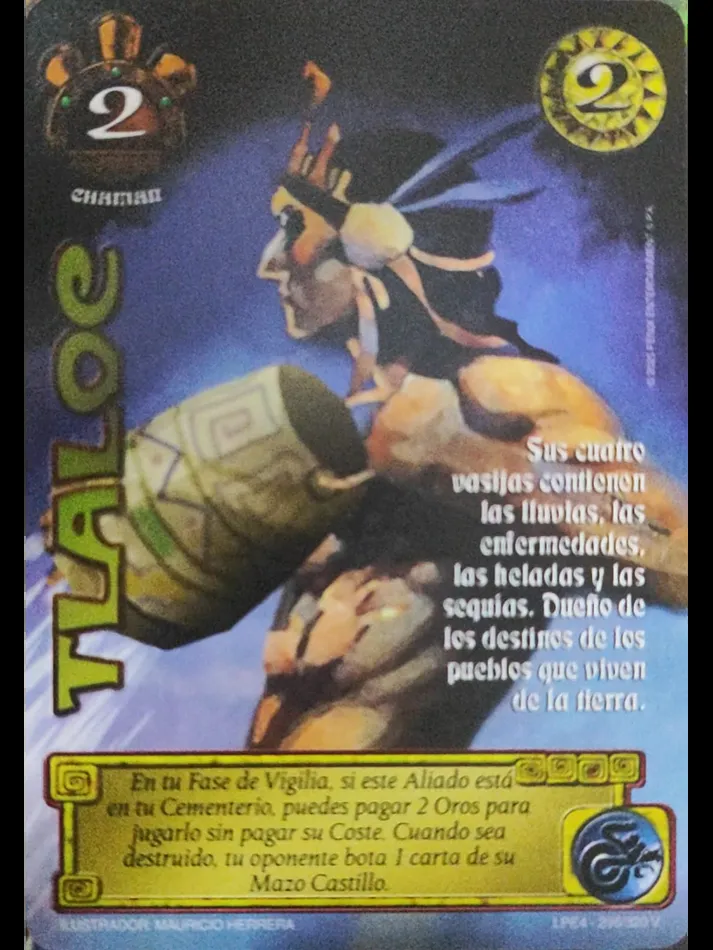 2
2
CHAMAN
TLALOC
© 2025 FÉNIX ENTERTAINMENT S.P.A.
Sus cuatro
vasijas contienen
las lluvias, las
enfermedades,
las heladas y las
sequías. Dueño de
los destinos de los
pueblos que viven
de la tierra.
En tu Fase de Vigilia, si este Aliado está
en tu Cementerio, puedes pagar 2 Oros para
jugarlo sin pagar su Coste. Cuando sea
destruido, tu oponente bota 1 carta de su
Mazo Castillo.
ILUSTRADOR: MAURICIO HERRERA